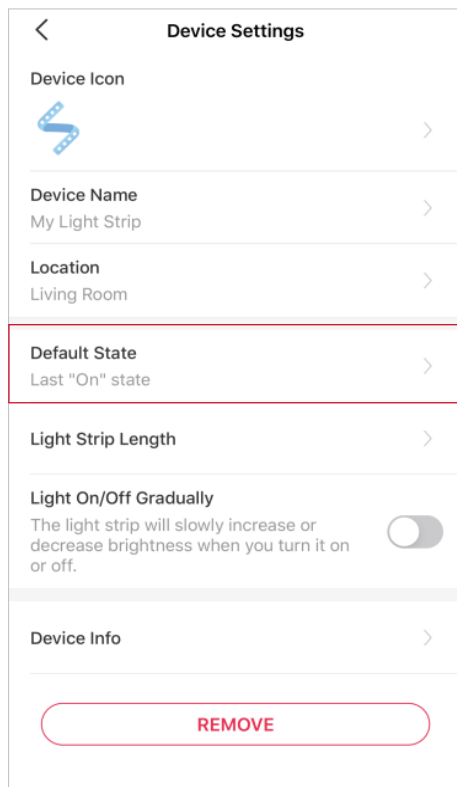 Device Settings
Device Icon
Device Name
My Light Strip
Location
Living Room
Default State
Last "On" state
Light Strip Length
Light On/Off Gradually
The light strip will slowly increase or
decrease brightness when you turn it on
or off.
Device Info
REMOVE